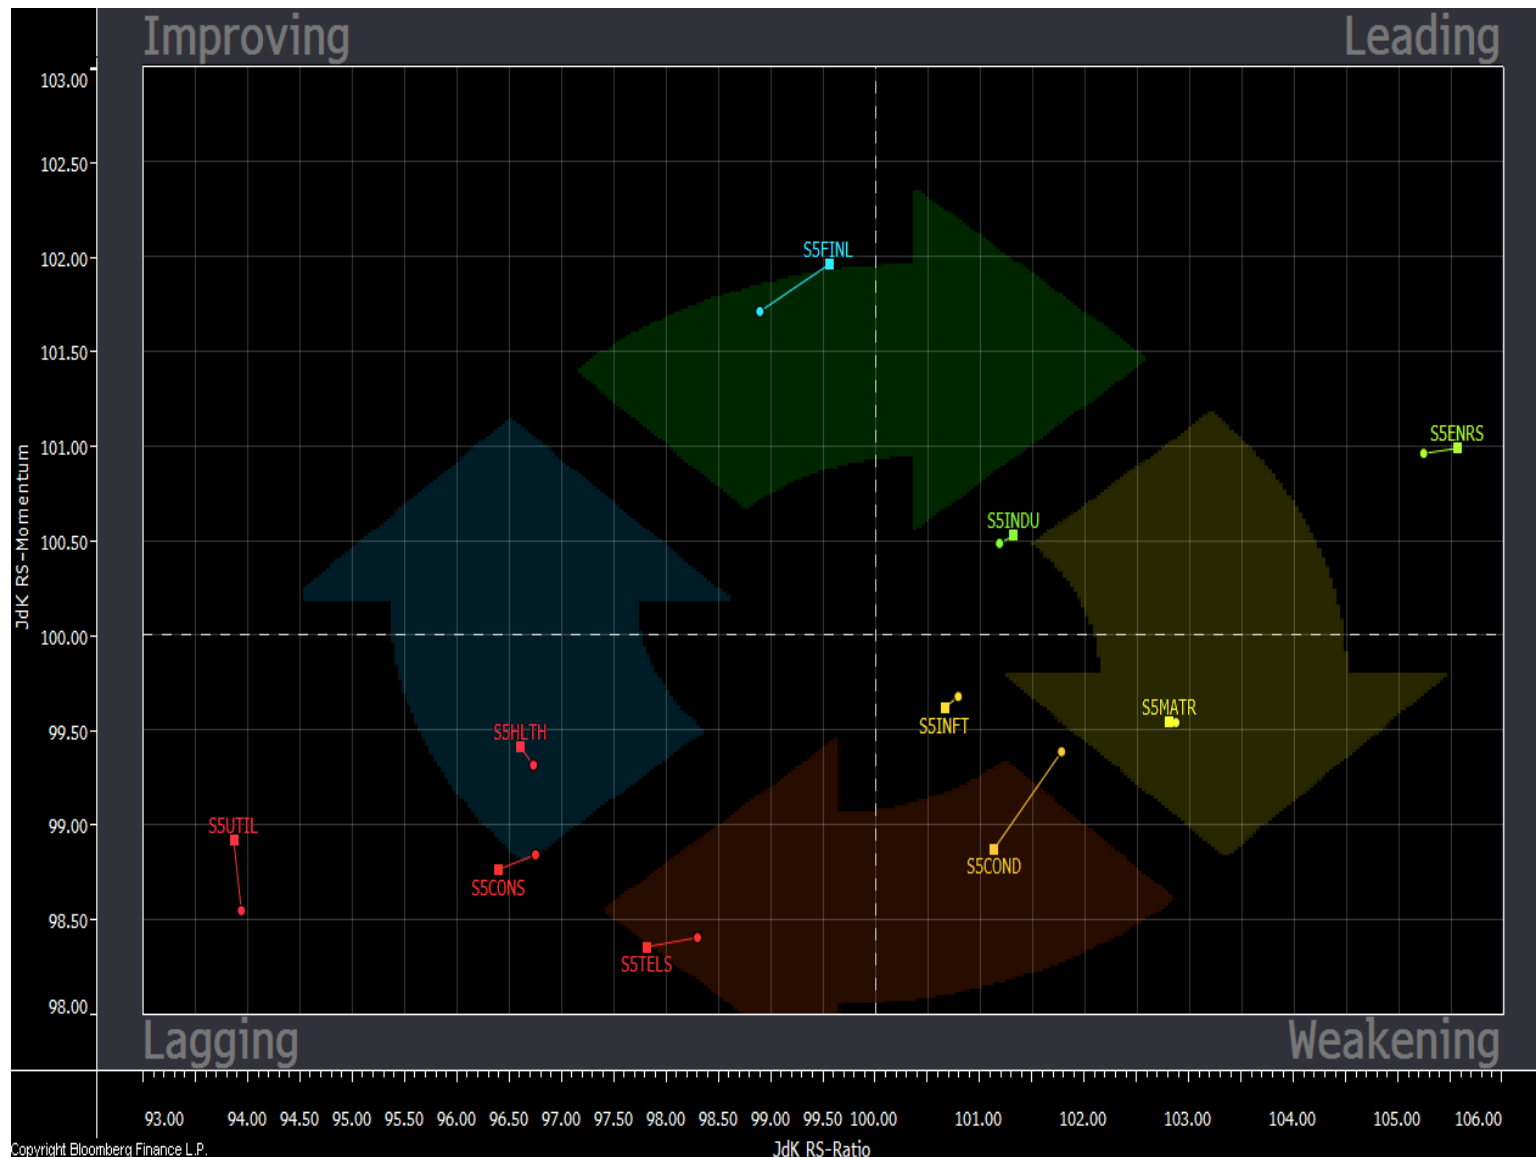 Improving
Leading
103.00
102.50
102.00
101.50
101.00
100.50
100.00
99.50
99.00
98.50
98.00
JdK RS-Momentum
S5FINL
S5ENRS
S5INDU
S5MATR
S5INFT
S5HLTH
S5UTIL
S5COND
S5CONS
S5TELS
Lagging
Weakening
93.00 94.00 94.50 95.00 95.50 96.00 96.50 97.00 97.50 98.00 98.50 99.00 99.50 100.00 101.00 102.00 103.00 104.00 105.00 106.00
JdK RS-Ratio
Copyright Bloomberg Finance L.P.